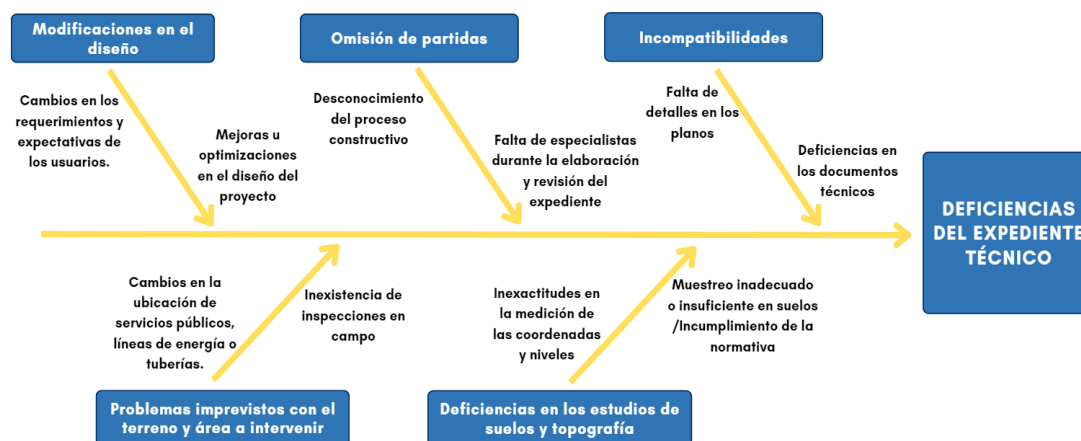 Modificaciones en el
diseño
Omisión de partidas
Incompatibilidades
Cambios en los
requerimientos y
expectativas de
los usuarios.
Mejoras u
optimizaciones
en el diseño del
proyecto
Desconocimiento
del proceso
constructivo
Falta de especialistas
durante la elaboración
y revisión del
expediente
Falta de
detalles en los
planos
Deficiencias en
los documentos
técnicos
DEFICIENCIAS
DEL EXPEDIENTE
TÉCNICO
Cambios en la
ubicación de
servicios públicos,
líneas de energía o
tuberías.
Inexistencia de
inspecciones en
campo
Inexactitudes en
la medición de
las coordenadas
y niveles
Muestreo inadecuado
o insuficiente en suelos
/Incumplimiento de la
normativa
Problemas imprevistos con el
terreno y área a intervenir
Deficiencias en los estudios de
suelos y topografía